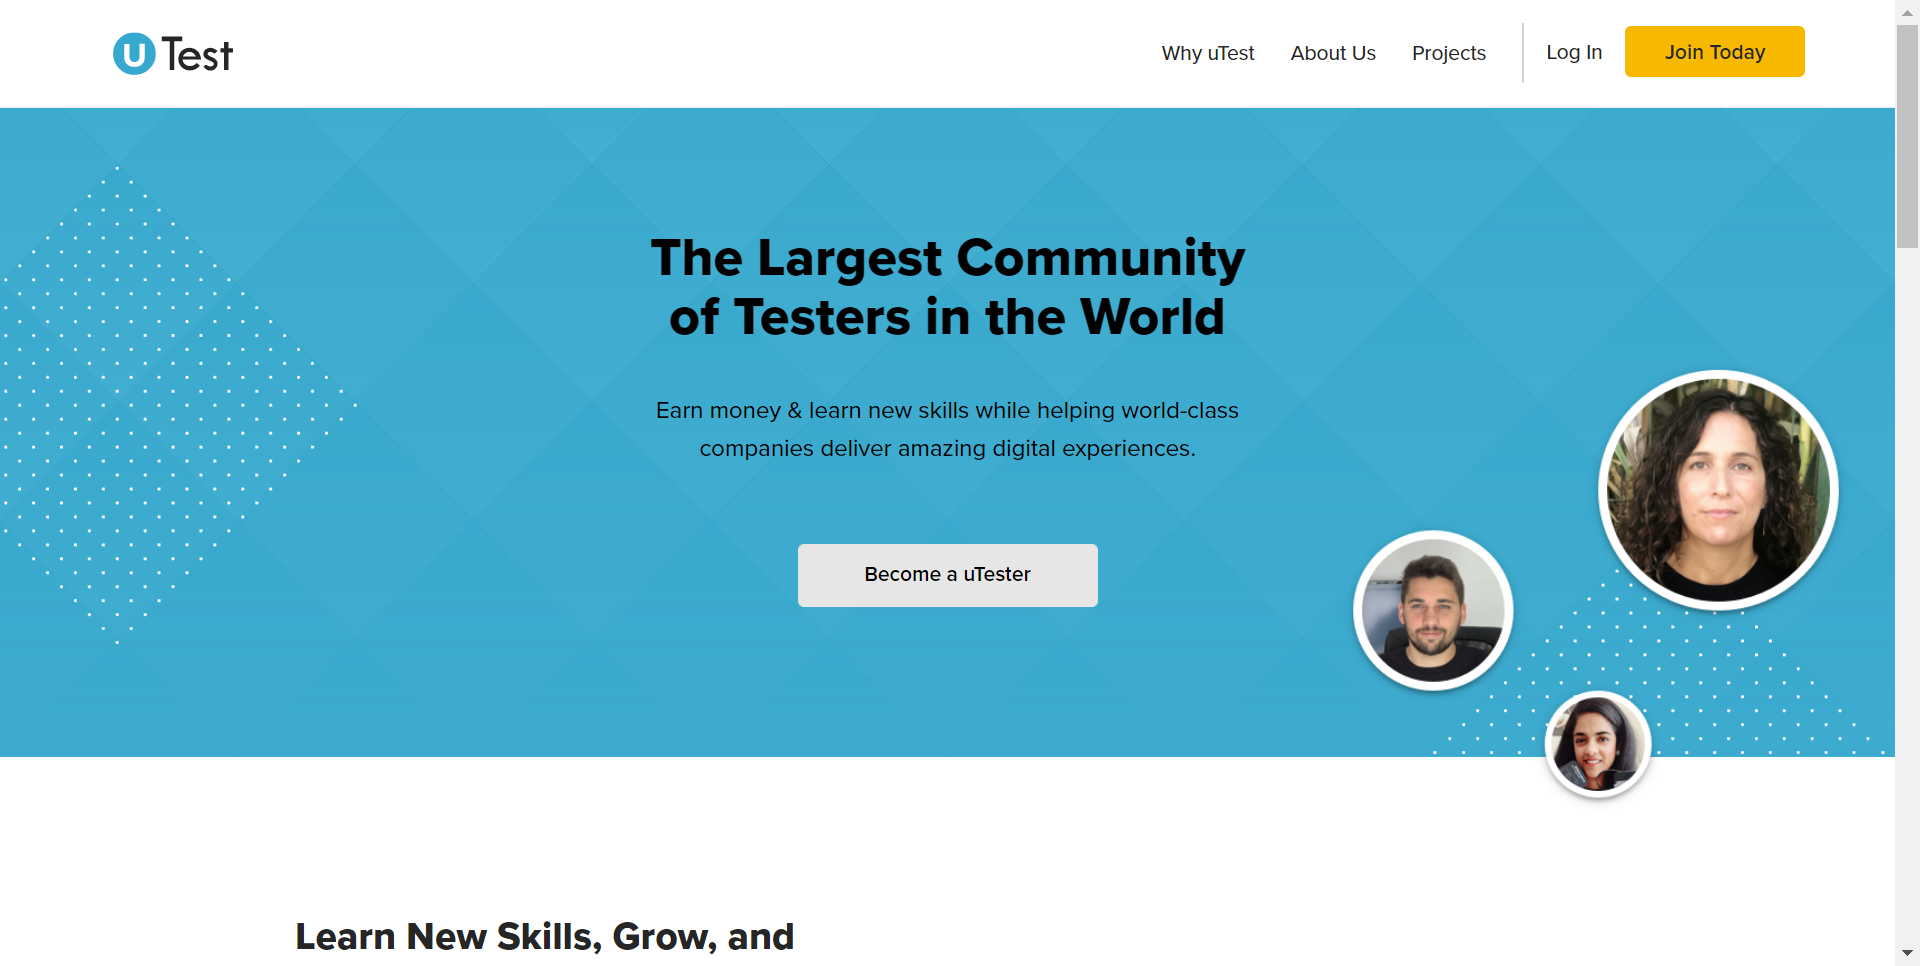 uTest
Why uTest
About Us
Projects
Log In
Join Today
The Largest Community
of Testers in the World
Earn money & learn new skills while helping world-class
companies deliver amazing digital experiences.
Become a uTester
Learn New Skills, Grow, and